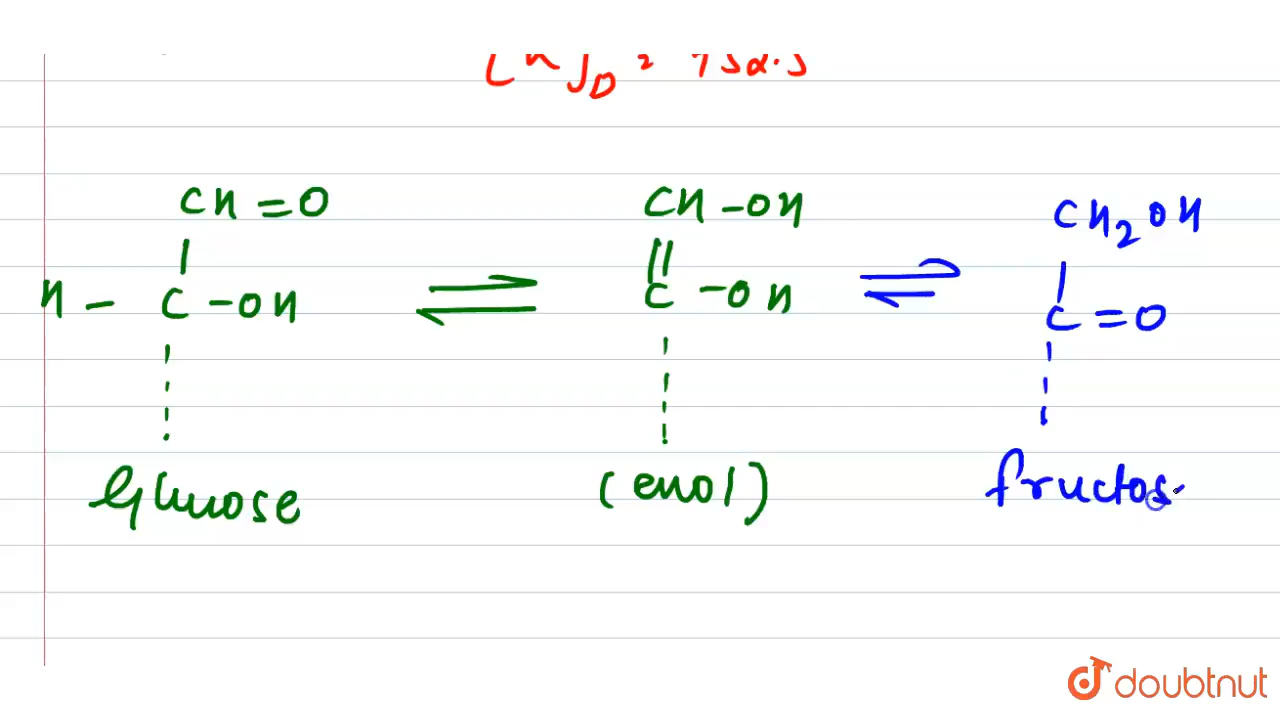 CH=O CH-OH CH2OH
H-C-OH C-OH C=O
Glucose (enol) fructos
doubtnut